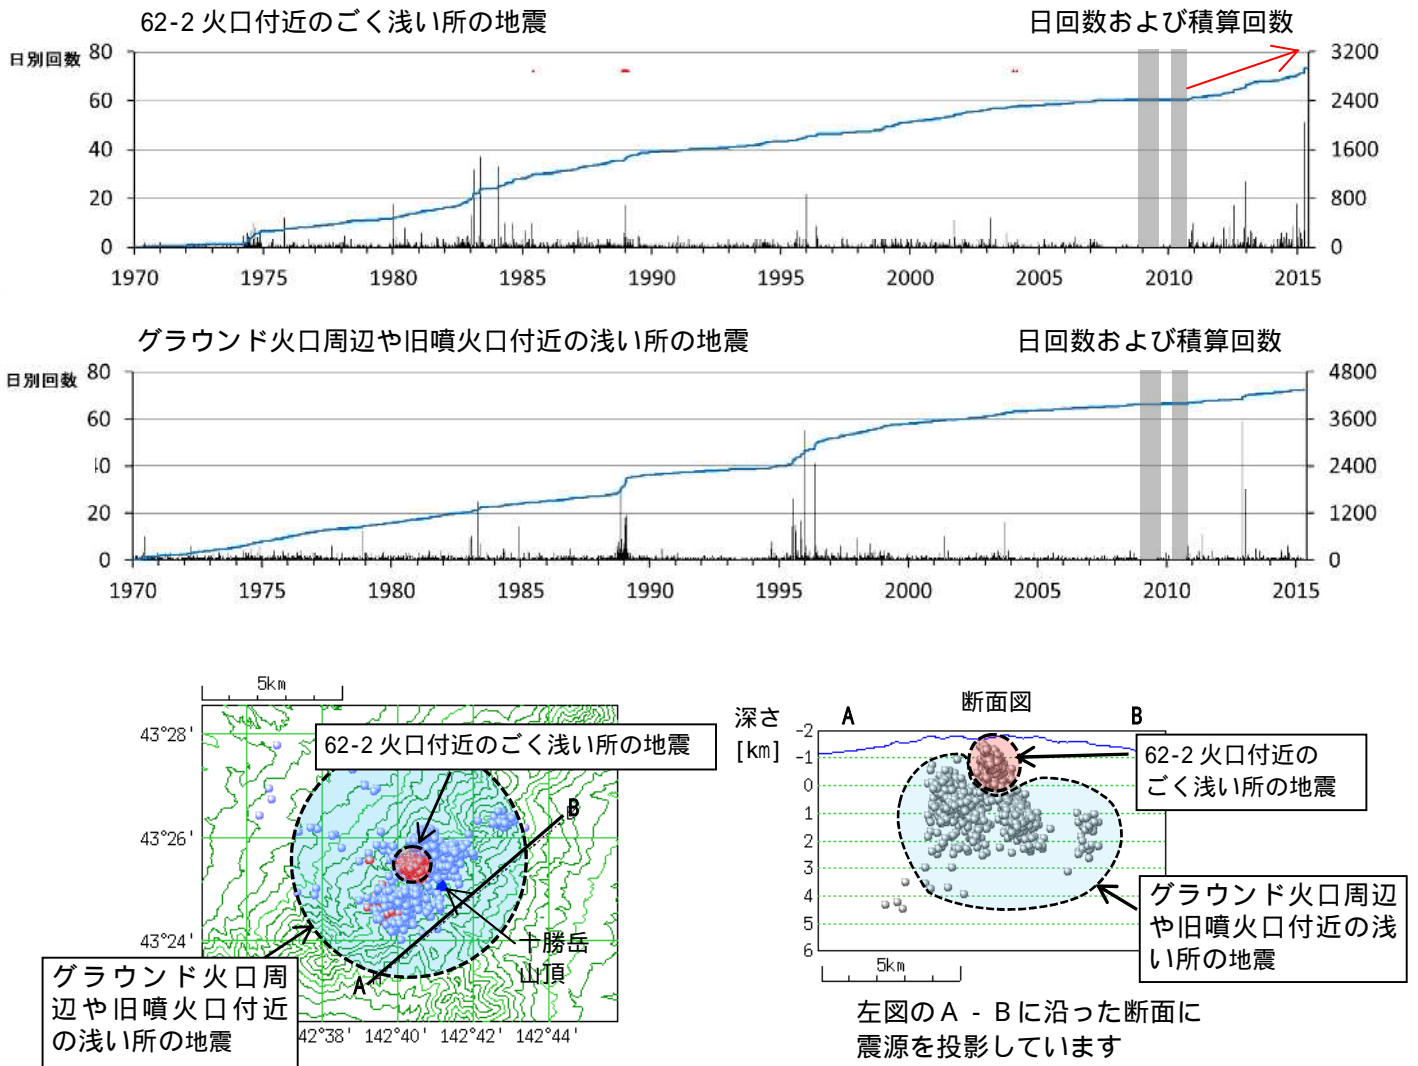 62-2 火口付近のごく浅い所の地震
日回数および積算回数
日別回数
80
60
40
20
0
3200
2400
1600
800
0
1970
1975
1980
1985
1990
1995
2000
2005
2010
2015
グラウンド火口周辺や旧噴火口付近の浅い所の地震
日回数および積算回数
日別回数
80
60
40
20
0
4800
3600
2400
1200
0
1970
1975
1980
1985
1990
1995
2000
2005
2010
2015
5km
43°28'
43°26'
43°24'
62-2 火口付近のごく浅い所の地震
B
A
十勝岳
山頂
グラウンド火口周
辺や旧噴火口付近
の浅い所の地震
42°38'
142°40'
142°42'
142°44'
断面図
深さ
[km]
A
B
-2
-1
0
1
2
3
4
5
6
62-2 火口付近の
ごく浅い所の地震
グラウンド火口周辺
や旧噴火口付近の浅
い所の地震
5km
左図のA - Bに沿った断面に
震源を投影しています